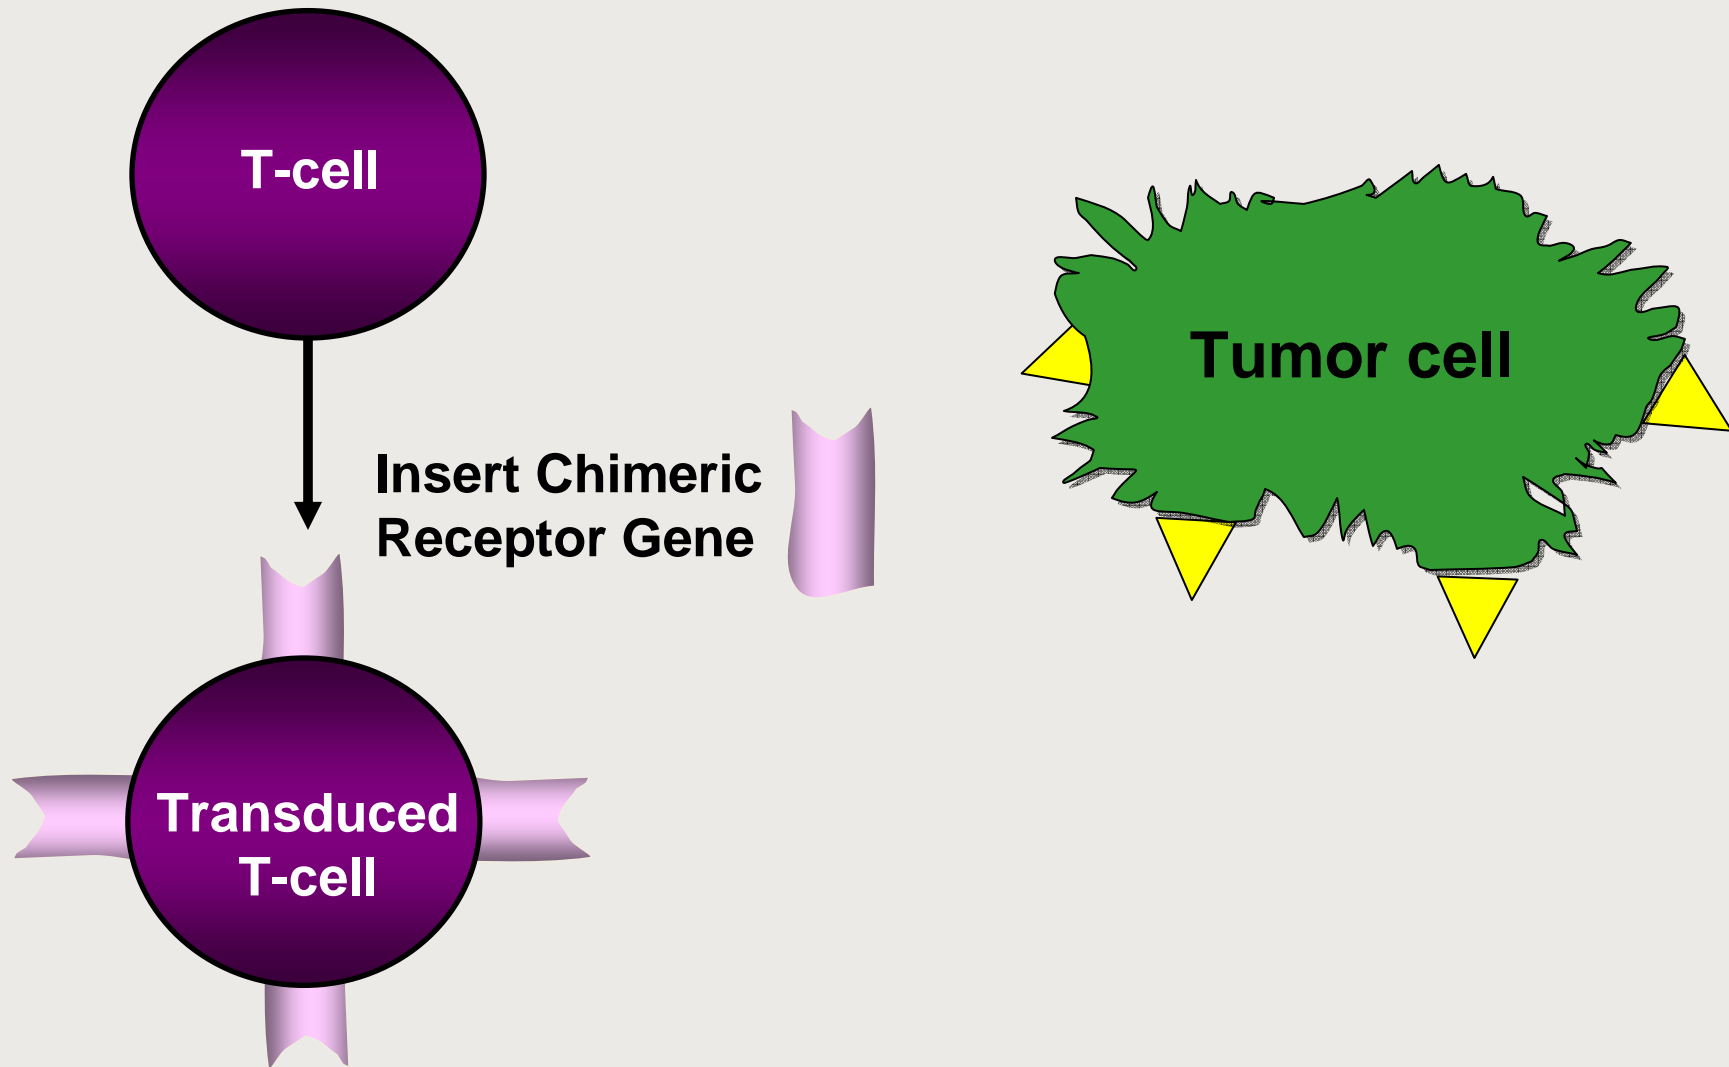 T-cell
Tumor cell
Insert Chimeric
Receptor Gene
Transduced
T-cell